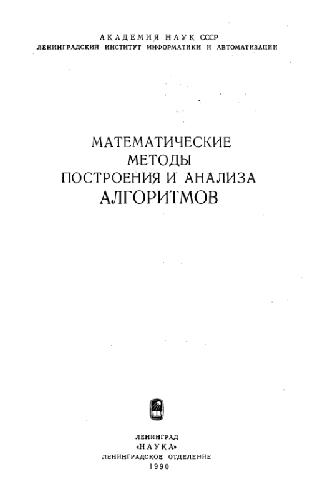 АКАДЕМИЯ НАУК СССР
ЛЕНИНГРАДСКИЙ ИНСТИТУТ ИНФОРМАТИКИ И АВТОМАТИЗАЦИИ
МАТЕМАТИЧЕСКИЕ
МЕТОДЫ
ПОСТРОЕНИЯ И АНАЛИЗА
АЛГОРИТМОВ
ЛЕНИНГРАД
«НАУКА»
ЛЕНИНГРАДСКОЕ ОТДЕЛЕНИЕ
1990